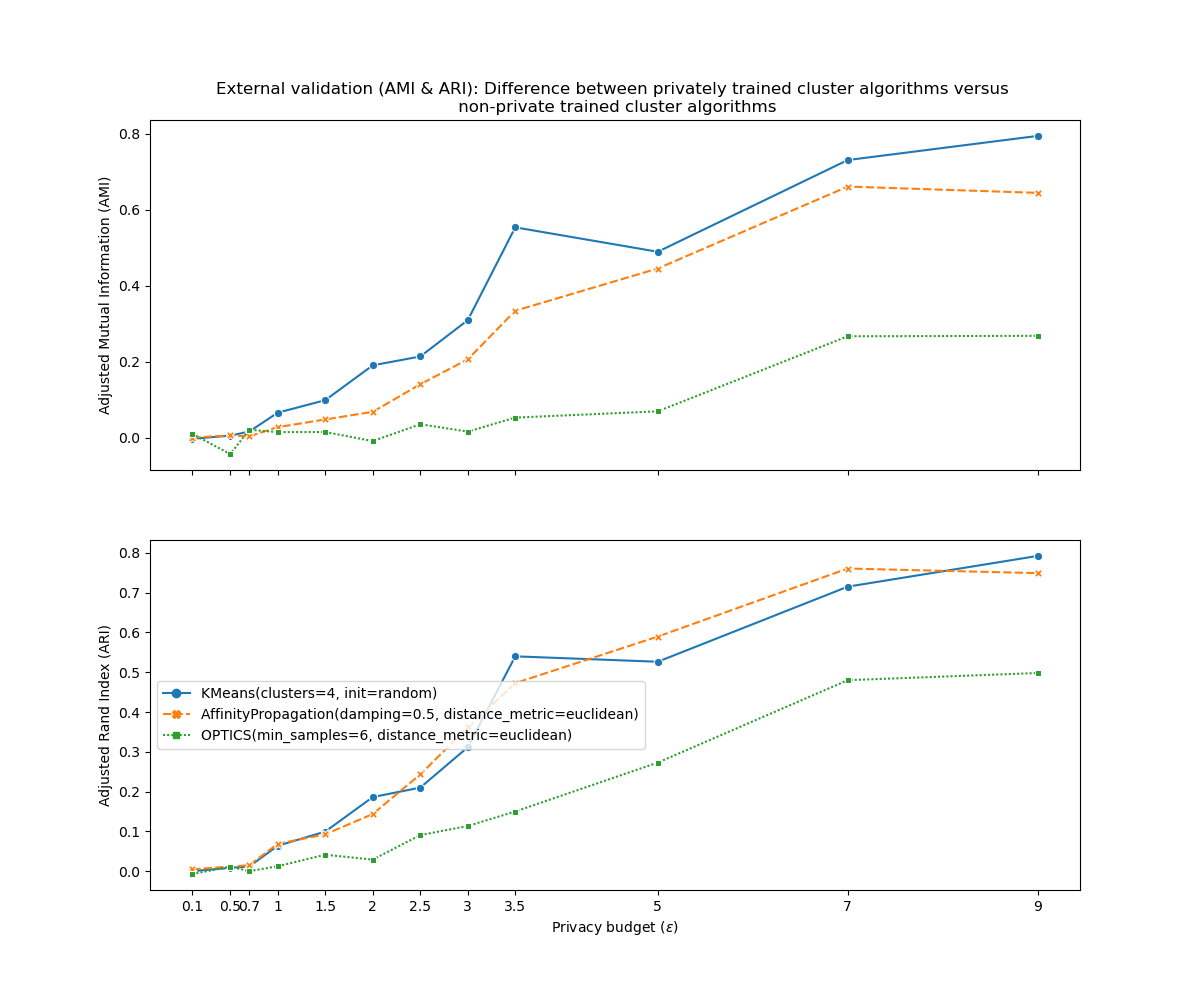 External validation (AMI & ARI): Difference between privately trained cluster algorithms versus
non-private trained cluster algorithms
Adjusted Mutual Information (AMI)
0.8
0.6
0.4
0.2
0.0
Adjusted Rand Index (ARI)
0.8
0.7
0.6
0.5
0.4
0.3
0.2
0.1
0.0
KMeans(clusters=4, init=random)
AffinityPropagation(damping=0.5, distance_metric=euclidean)
OPTICS(min_samples=6, distance_metric=euclidean)
0.1 0.5 0.7 1 1.5 2 2.5 3 3.5 5 7 9
Privacy budget (ε)